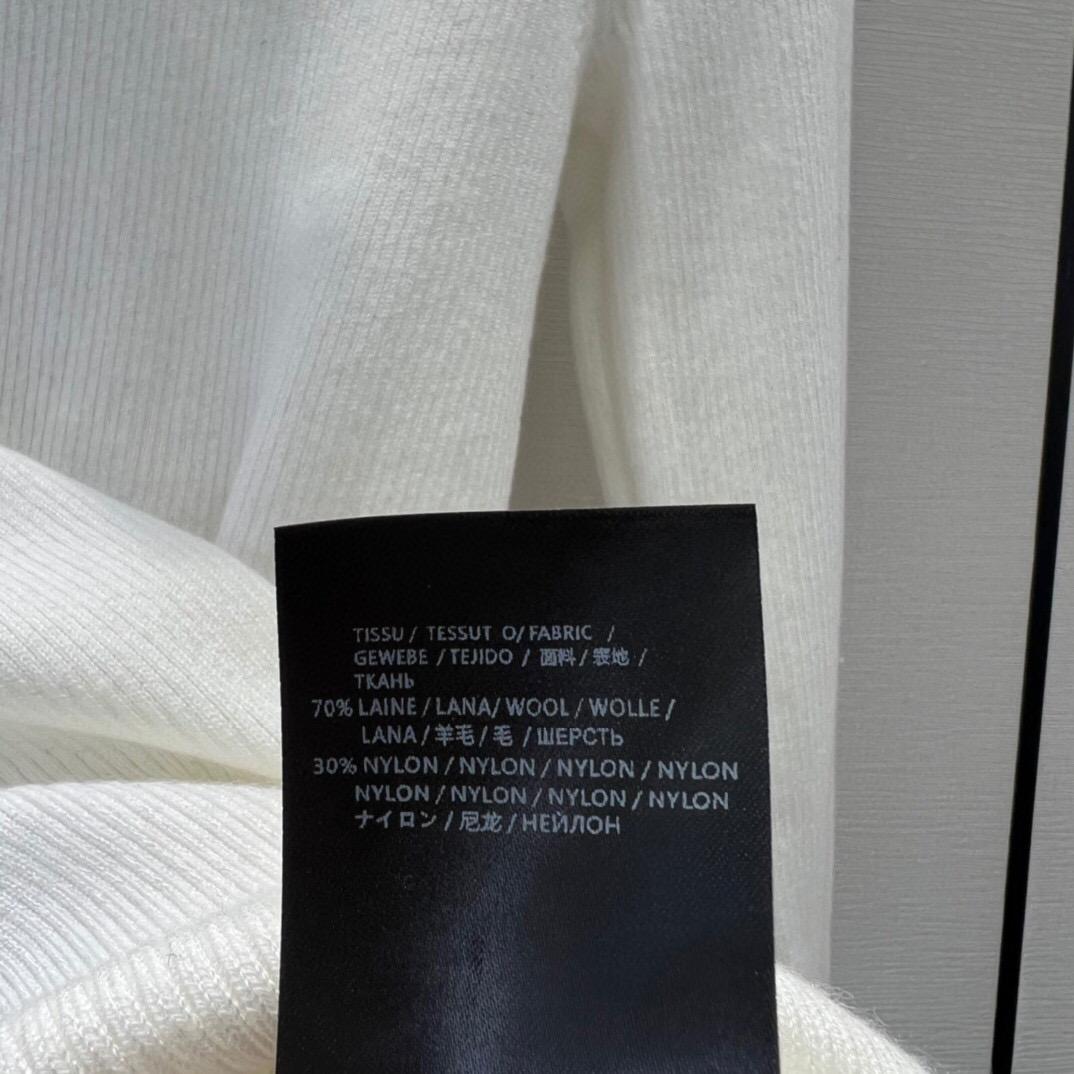 TISSU / TESSUT O/ FABRIC /
GEWEBE / TEJIDO / 面料 / 表地 /
ТКАНЬ
70% LAINE / LANA/ WOOL / WOLLE /
LANA / 羊毛 / 毛 / ШЕРСТЬ
30% NYLON / NYLON / NYLON / NYLON
NYLON / NYLON / NYLON / NYLON
ナイロン / 尼龙 / НЕЙЛОН